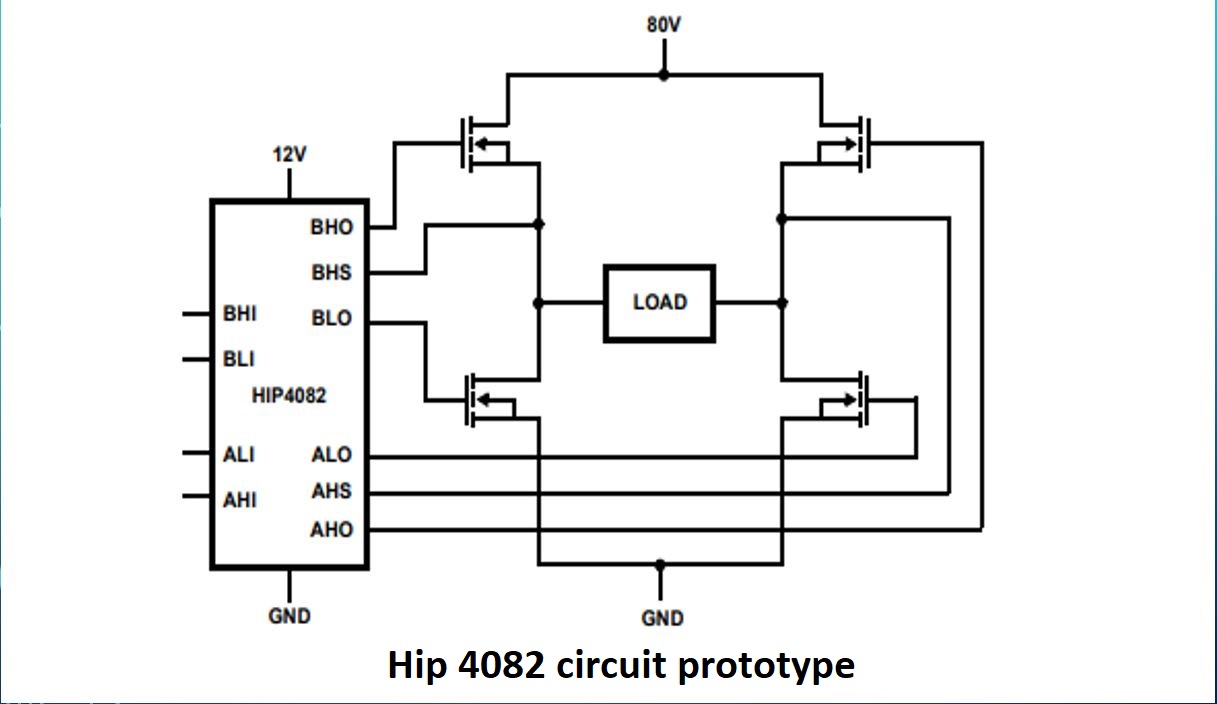 80V
12V
BHO
BHS
BHI
BLO
LOAD
BLI
HIP4082
ALI
ALO
AHI
AHS
AHO
GND
GND
Hip 4082 circuit prototype